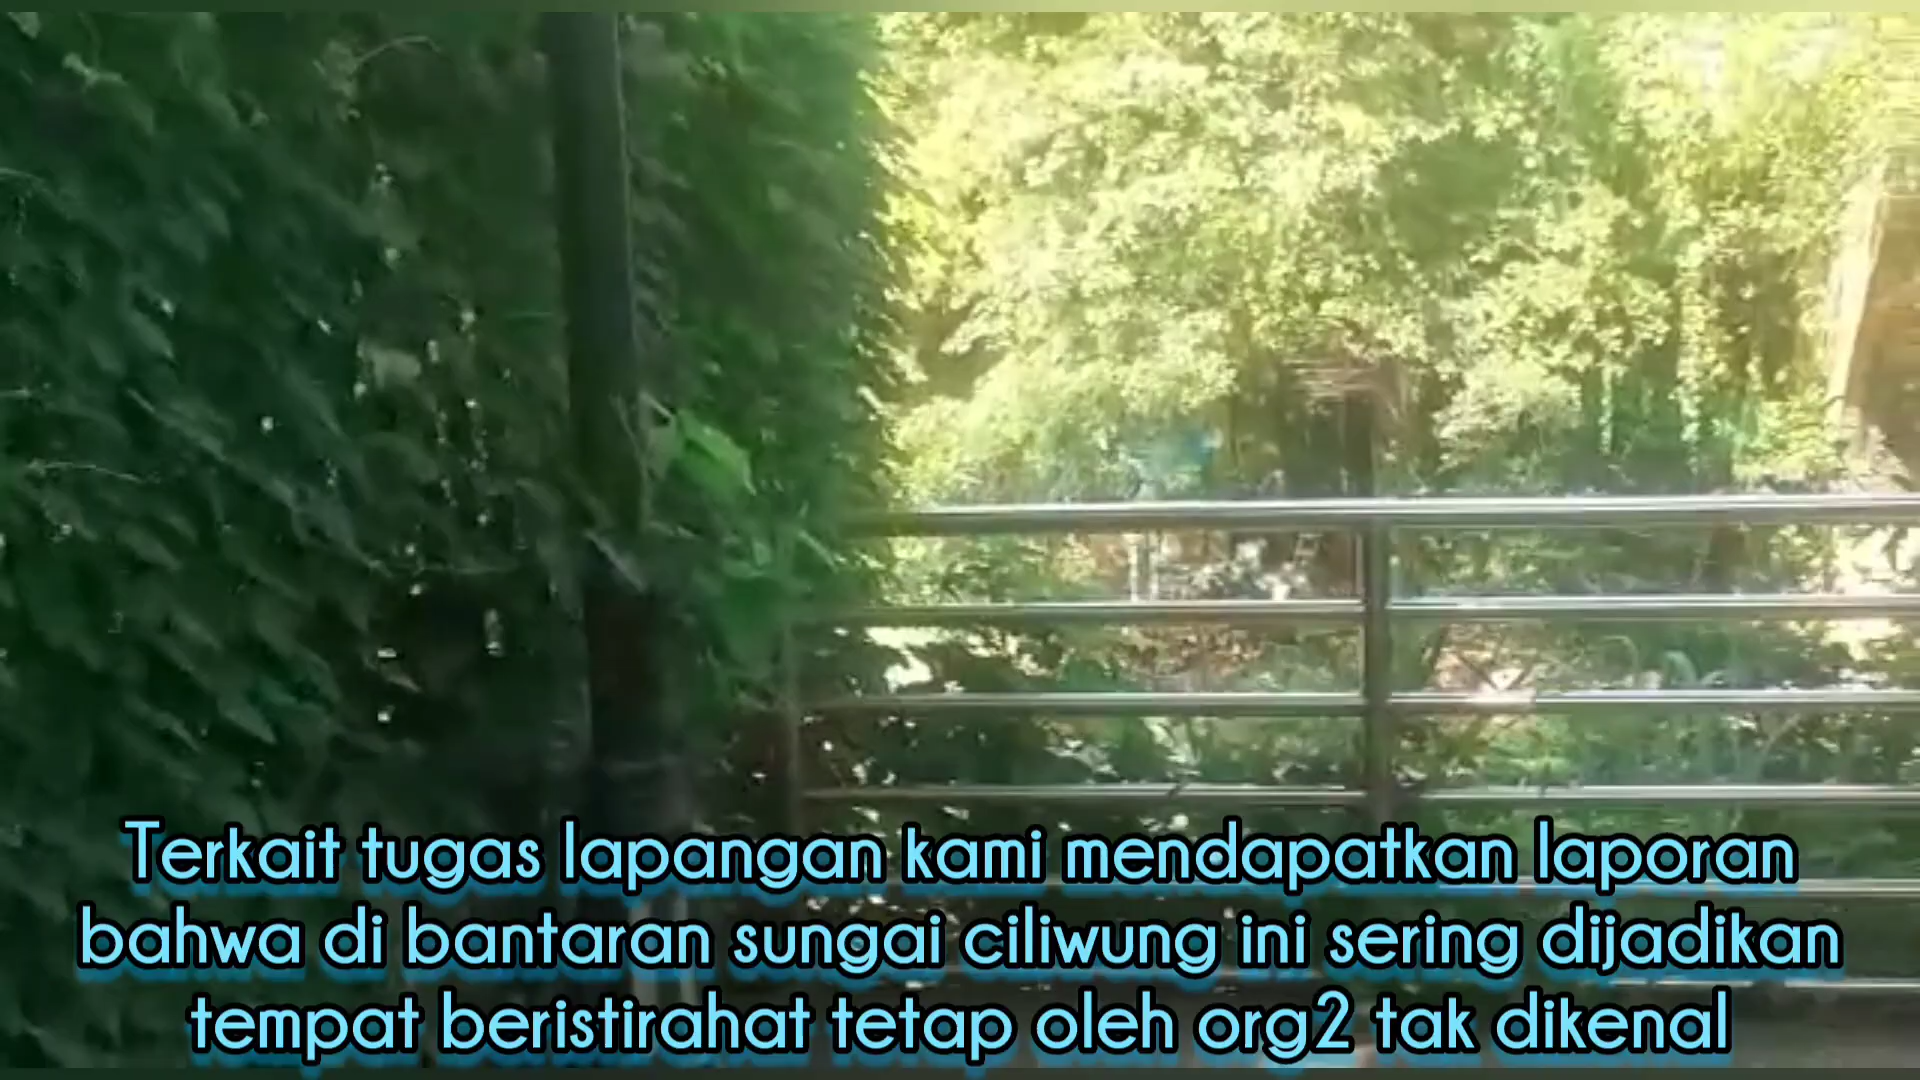 Terkait tugas lapangan kami mendapatkan laporan
bahwa di bantaran sungai ciliwung ini sering dijadikan
tempat beristirahat tetap oleh org2 tak dikenal